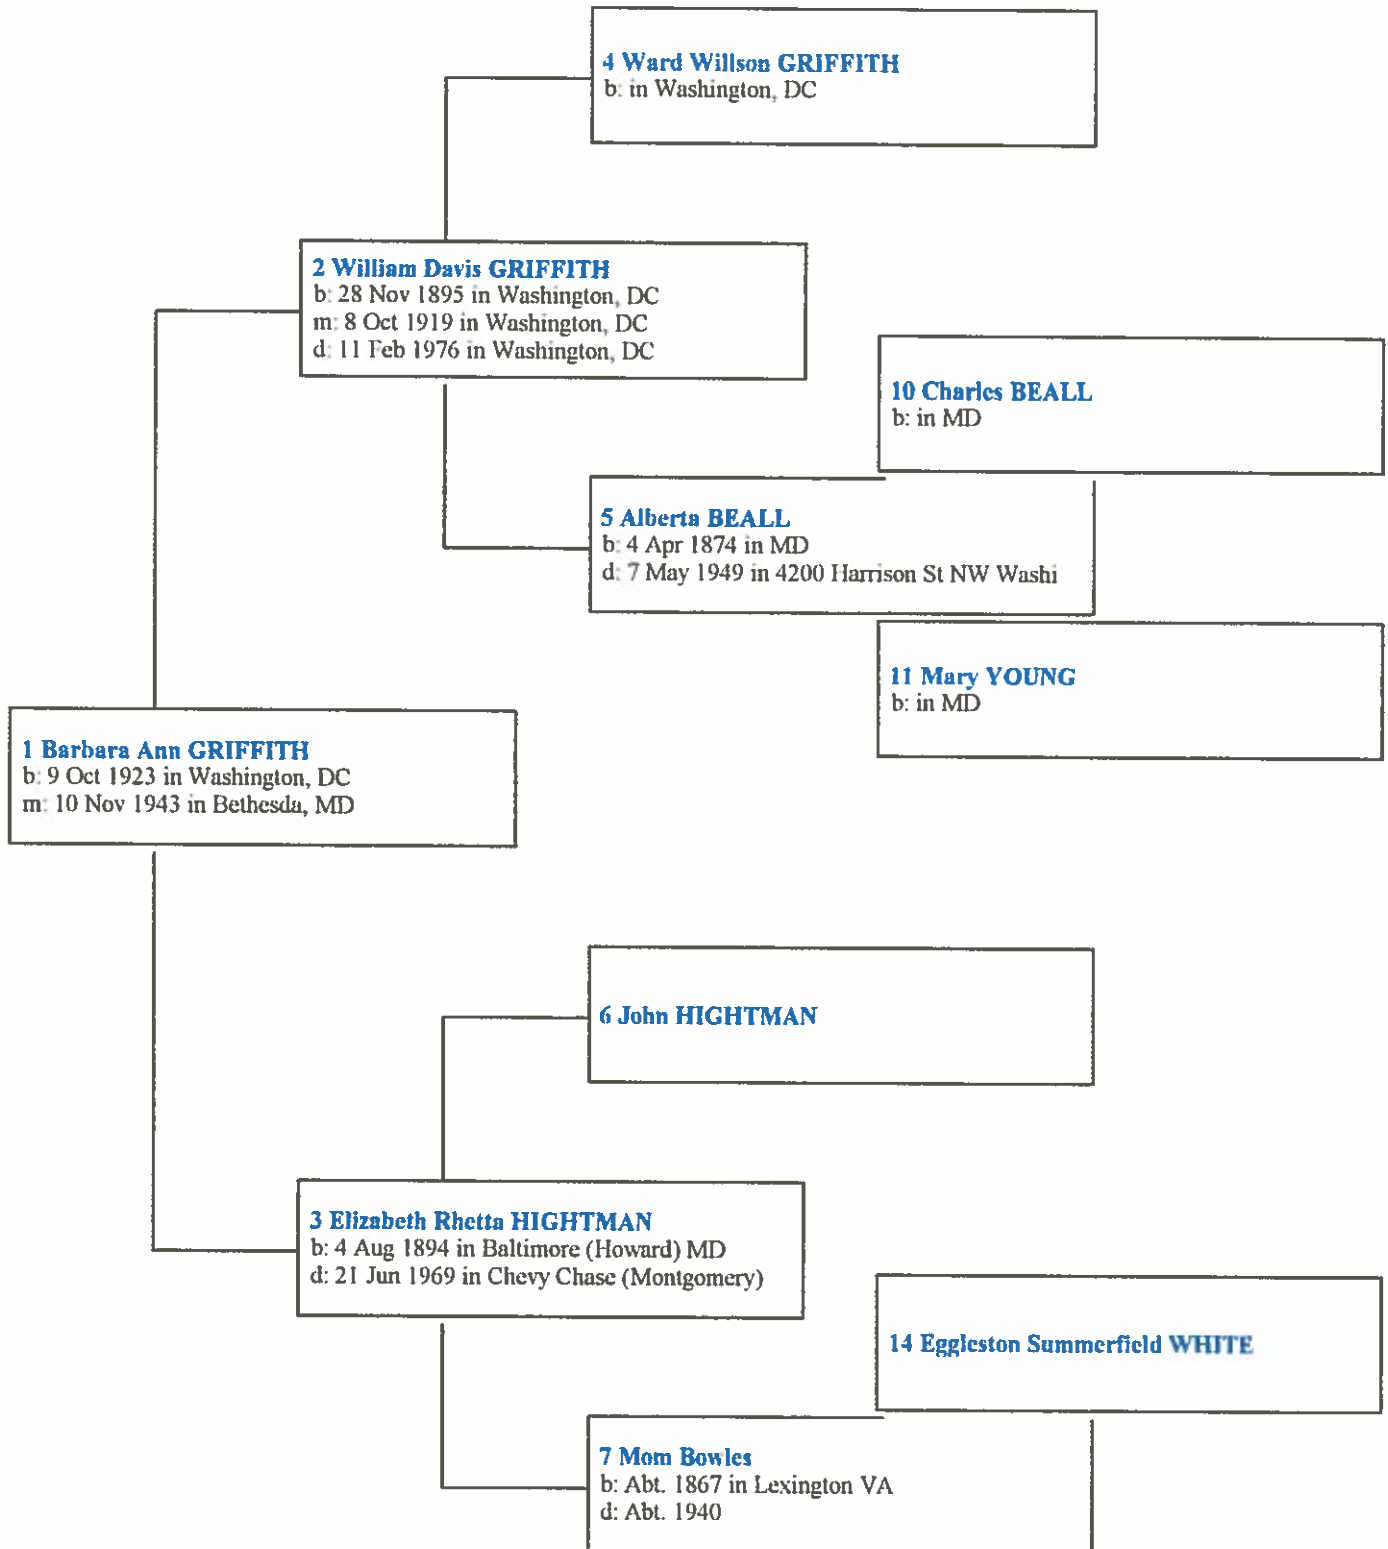 4 Ward Willson GRIFFITH
b: in Washington, DC
2 William Davis GRIFFITH
b: 28 Nov 1895 in Washington, DC
m: 8 Oct 1919 in Washington, DC
d: 11 Feb 1976 in Washington, DC
10 Charles BEALL
b: in MD
5 Alberta BEALL
b: 4 Apr 1874 in MD
d: 7 May 1949 in 4200 Harrison St NW Washi
11 Mary YOUNG
b: in MD
1 Barbara Ann GRIFFITH
b: 9 Oct 1923 in Washington, DC
m: 10 Nov 1943 in Bethesda, MD
6 John HIGHTMAN
3 Elizabeth Rhetta HIGHTMAN
b: 4 Aug 1894 in Baltimore (Howard) MD
d: 21 Jun 1969 in Chevy Chase (Montgomery)
14 Eggleston Summerfield WHITE
7 Mom Bowles
b: Abt. 1867 in Lexington VA
d: Abt. 1940